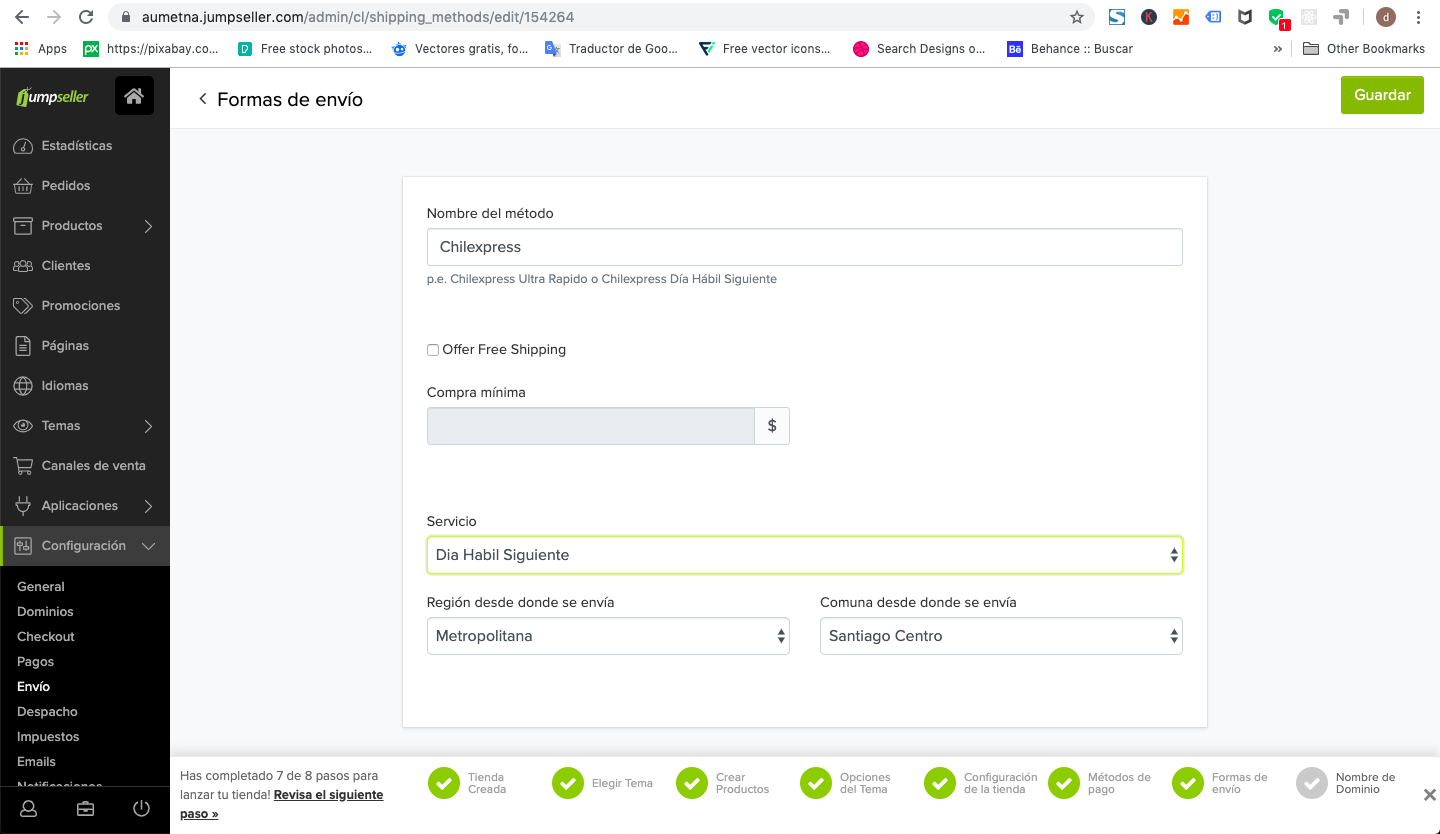 aumetna.jumpseller.com/admin/cl/shipping_methods/edit/154264
K
1
d
Apps
px
https://pixabay.co...
Free stock photos...
Vectores gratis, fo...
Traductor de Goo...
Free vector icons...
Search Designs o...
Bē
Behance :: Buscar
»
Other Bookmarks
jumpseller
Formas de envío
Guardar
Estadísticas
Pedidos
Productos
Clientes
Promociones
Páginas
Idiomas
Temas
Canales de venta
Aplicaciones
Configuración
General
Dominios
Checkout
Pagos
Envío
Despacho
Impuestos
Emails
Notificaciones
Nombre del método
Chilexpress
p.e. Chilexpress Ultra Rapido o Chilexpress Día Hábil Siguiente
Offer Free Shipping
Compra mínima
$
Servicio
Dia Habil Siguiente
Región desde donde se envía
Comuna desde donde se envía
Metropolitana
Santiago Centro
Has completado 7 de 8 pasos para
lanzar tu tienda! Revisa el siguiente
paso »
Tienda
Creada
Elegir Tema
Crear
Productos
Opciones
del Tema
Configuración
de la tienda
Métodos de
pago
Formas de
envío
Nombre de
Dominio